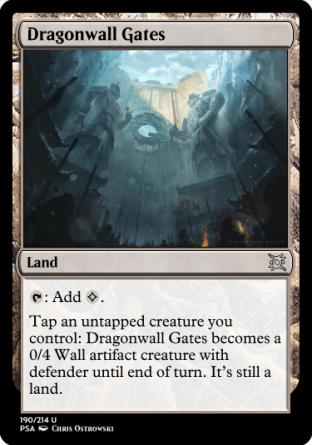 Dragonwall Gates
Land
: Add .
Tap an untapped creature you
control: Dragonwall Gates becomes a
0/4 Wall artifact creature with
defender until end of turn. It's still a
land.
190/214 U
PSA Chris Ostrowski